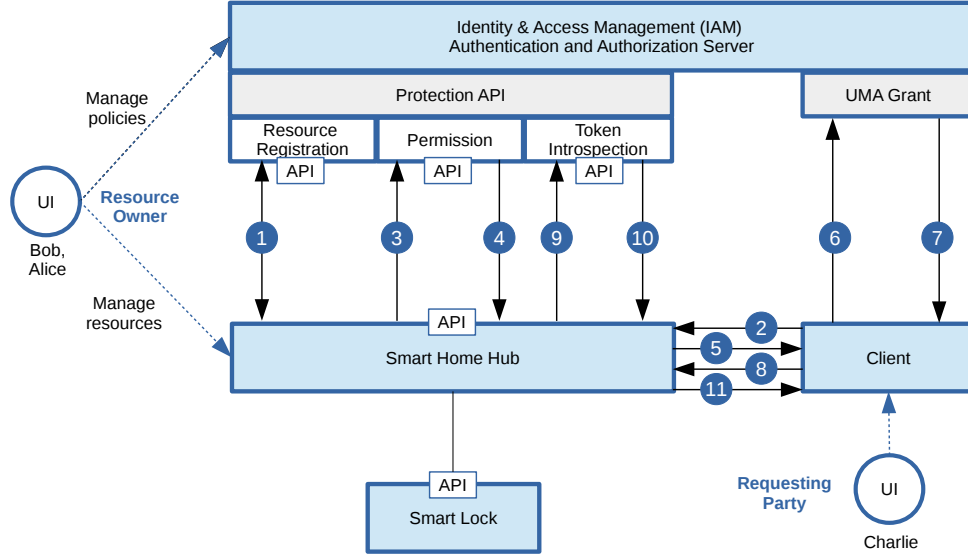 Identity & Access Management (IAM)
Authentication and Authorization Server
Protection API
UMA Grant
Resource
Registration
Permission
Token
Introspection
API
API
API
Manage
policies
UI
Resource
Owner
Bob,
Alice
Manage
resources
1
3
4
9
10
6
7
API
Smart Home Hub
2
5
8
11
Client
API
Smart Lock
Requesting
Party
UI
Charlie